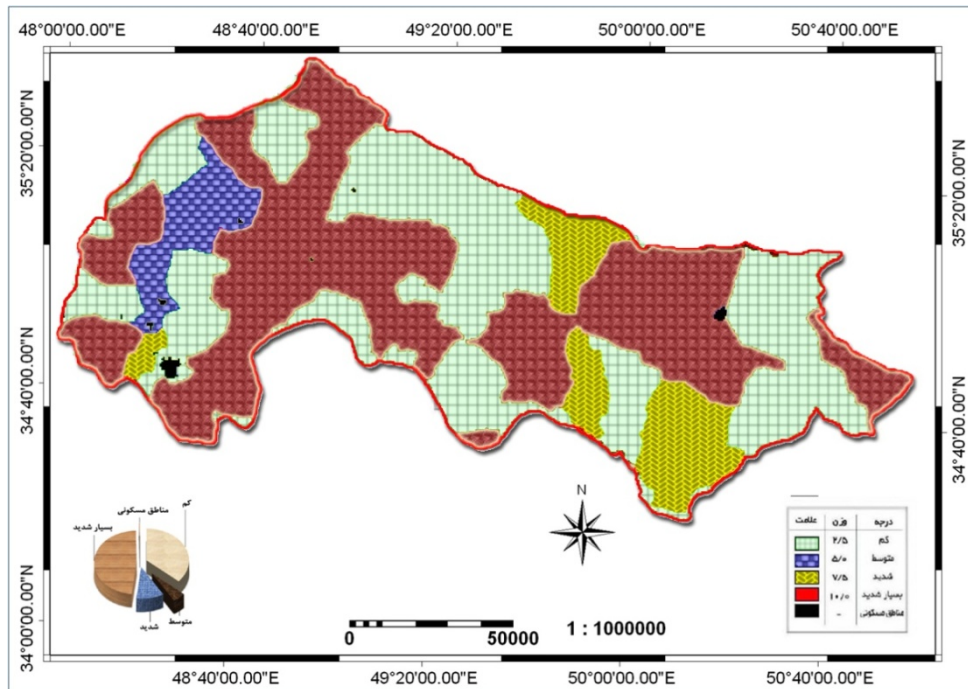 48°00'00.00"E 48°40'00.00"E 49°20'00.00"E 50°00'00.00"E 50°40'00.00"E
35°20'00.00"N
35°20'00.00"N
34°40'00.00"N
34°40'00.00"N
34°00'00.00"N
N
مناطق مسکونی
کم
بسیار شدید
شدید
متوسط
درجه وزن علامت
کم ۲/۵
متوسط ۵/۰
شدید ۷/۵
بسیار شدید ۱۰/۰
مناطق مسکونی -
0 50000
1 : 1000000
48°40'00.00"E 49°20'00.00"E 50°00'00.00"E 50°40'00.00"E